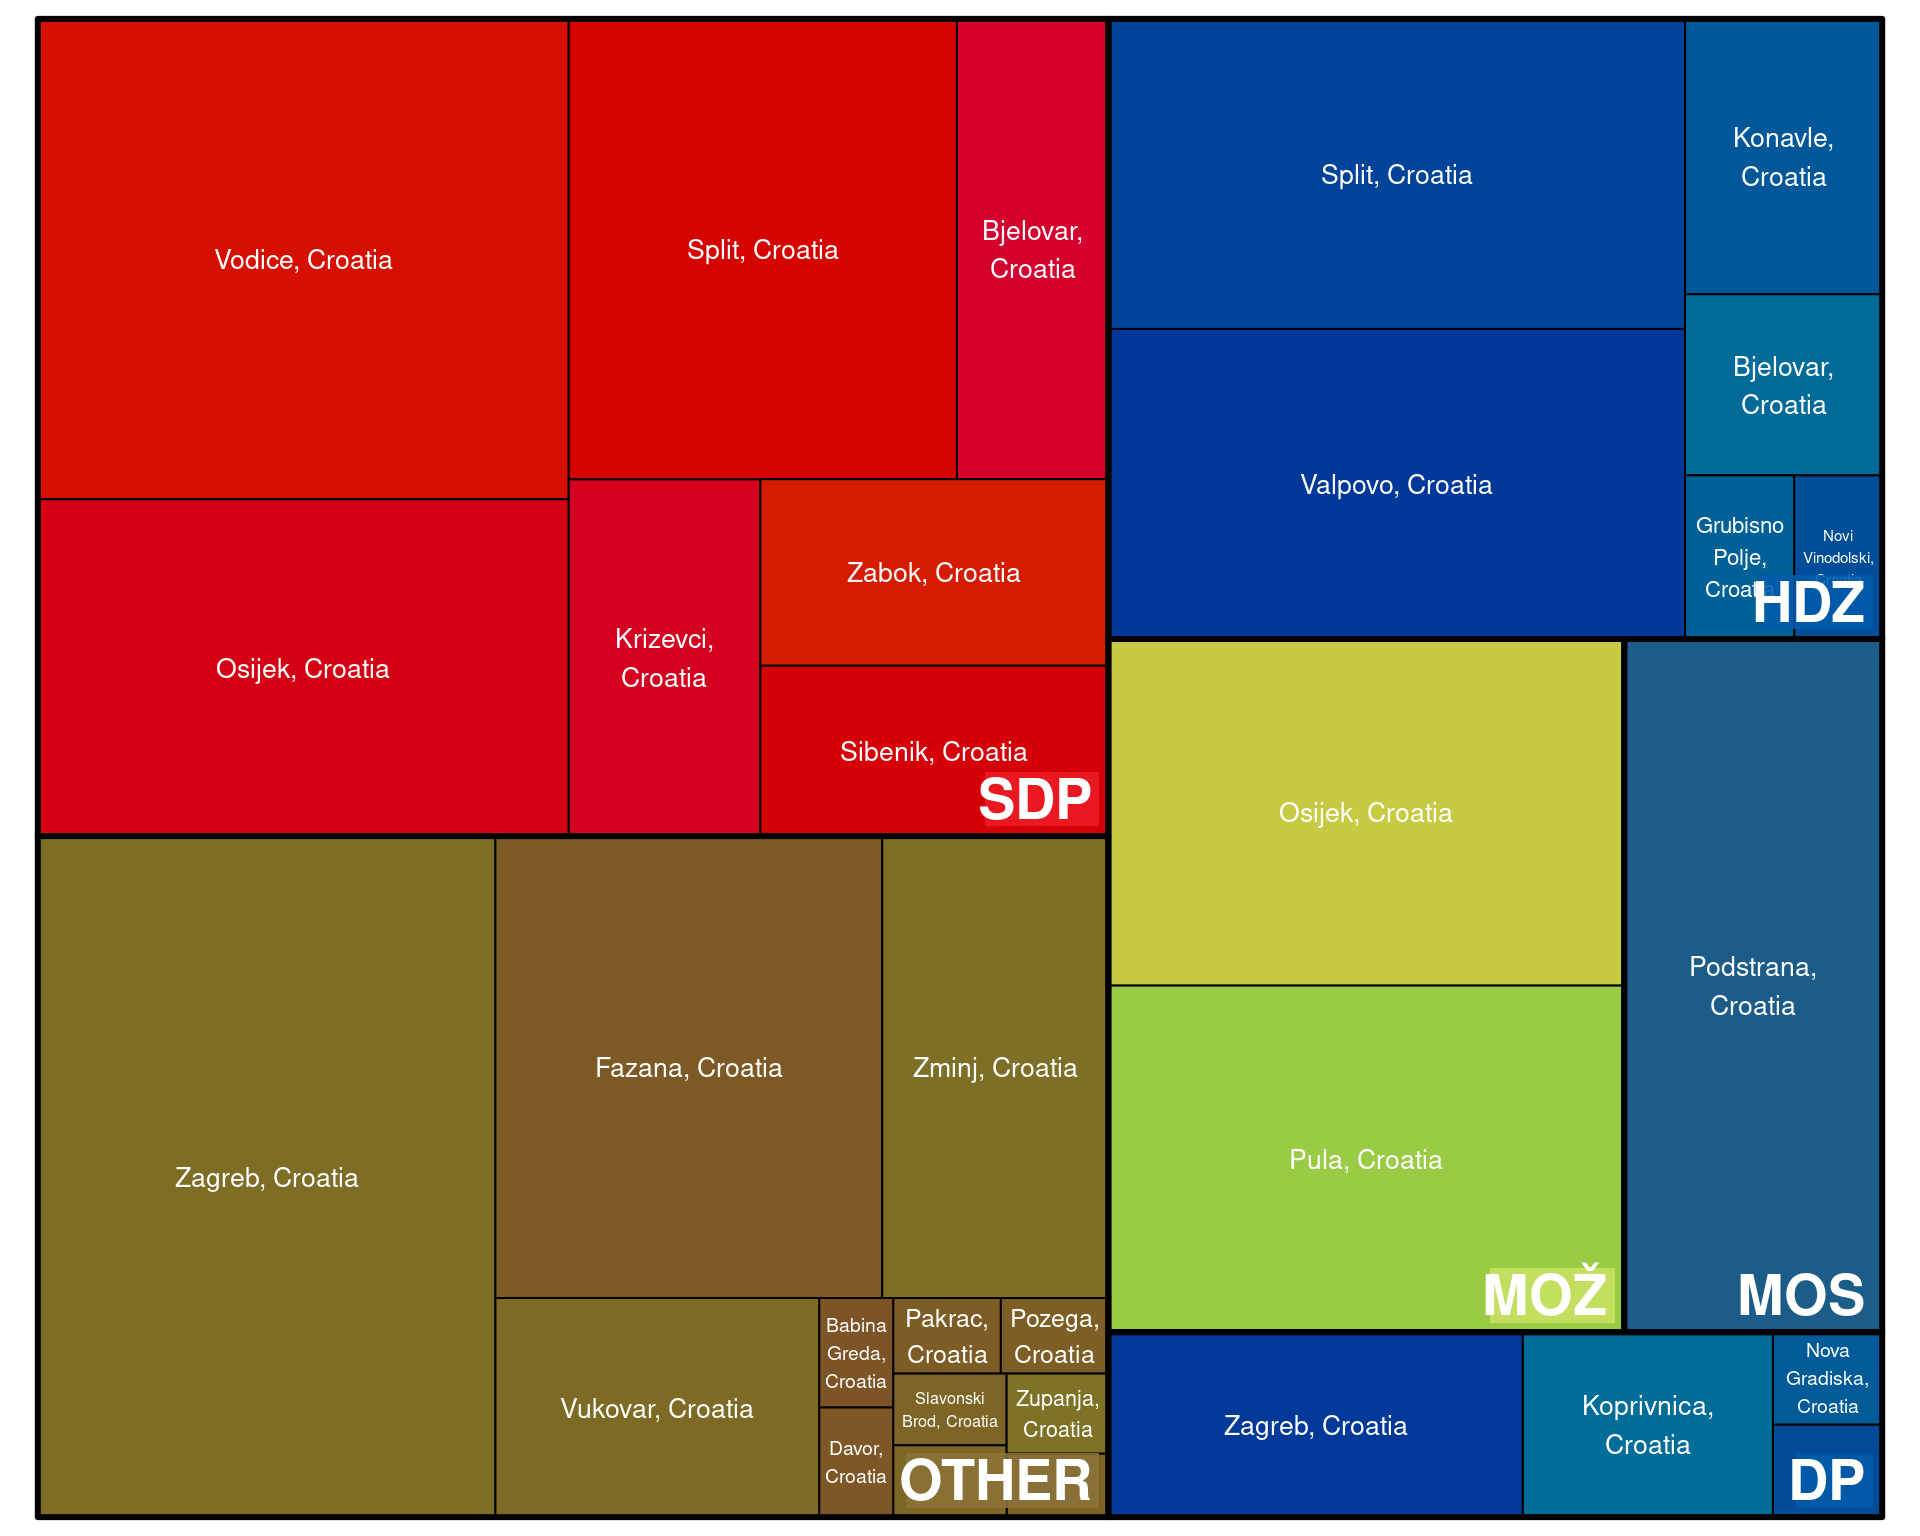 Vodice, Croatia
Split, Croatia
Bjelovar,
Croatia
Osijek, Croatia
Krizevci,
Croatia
Zabok, Croatia
Sibenik, Croatia
SDP
Split, Croatia
Konavle,
Croatia
Valpovo, Croatia
Bjelovar,
Croatia
Grubisno
Polje,
Croatia
Novi
Vinodolski,
Croatia
HDZ
Zagreb, Croatia
Fazana, Croatia
Zminj, Croatia
Vukovar, Croatia
Babina
Greda,
Croatia
Davor,
Croatia
Pakrac,
Croatia
Pozega,
Croatia
Slavonski
Brod, Croatia
Zupanja,
Croatia
OTHER
Osijek, Croatia
Pula, Croatia
MOŽ
Podstrana,
Croatia
MOS
Zagreb, Croatia
Koprivnica,
Croatia
Nova
Gradiska,
Croatia
DP